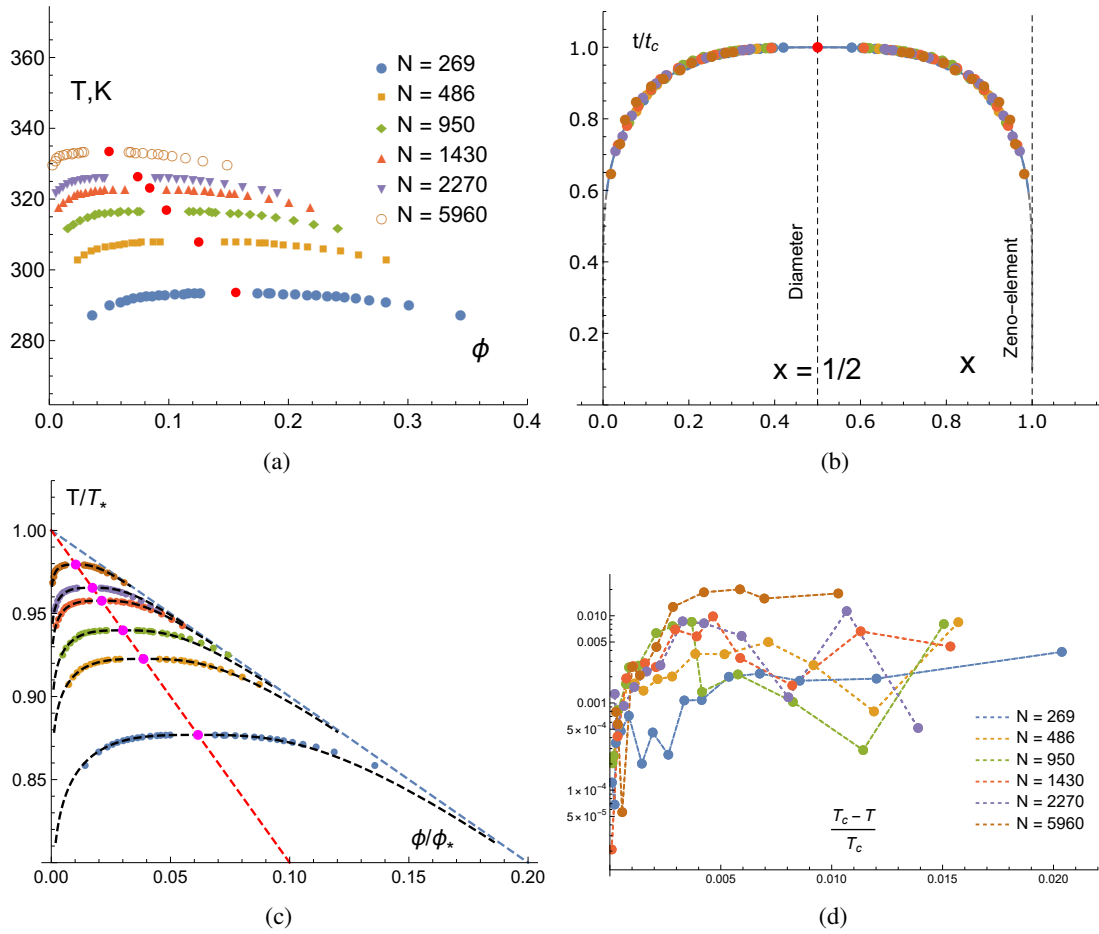 360
340
320
300
280
0.0
0.1
0.2
0.3
0.4
T,K
ϕ
N = 269
N = 486
N = 950
N = 1430
N = 2270
N = 5960
(a)
t/t_c
1.0
0.8
0.6
0.4
0.2
0.0
0.2
0.4
0.6
0.8
1.0
Diameter
Zeno-element
x = 1/2
x
(b)
T/T_*
1.00
0.95
0.90
0.85
0.00
0.05
0.10
0.15
0.20
ϕ/ϕ_*
(c)
0.010
0.005
0.001
5×10⁻⁴
1×10⁻⁴
5×10⁻⁵
0.005
0.010
0.015
0.020
T_c − T
T_c
N = 269
N = 486
N = 950
N = 1430
N = 2270
N = 5960
(d)